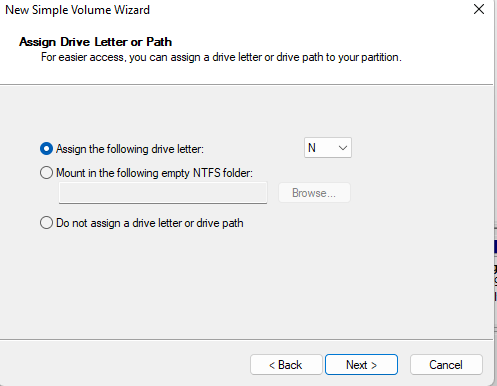 New Simple Volume Wizard
Assign Drive Letter or Path
For easier access, you can assign a drive letter or drive path to your partition.
Assign the following drive letter:
N
Mount in the following empty NTFS folder:
Browse...
Do not assign a drive letter or drive path
< Back
Next >
Cancel